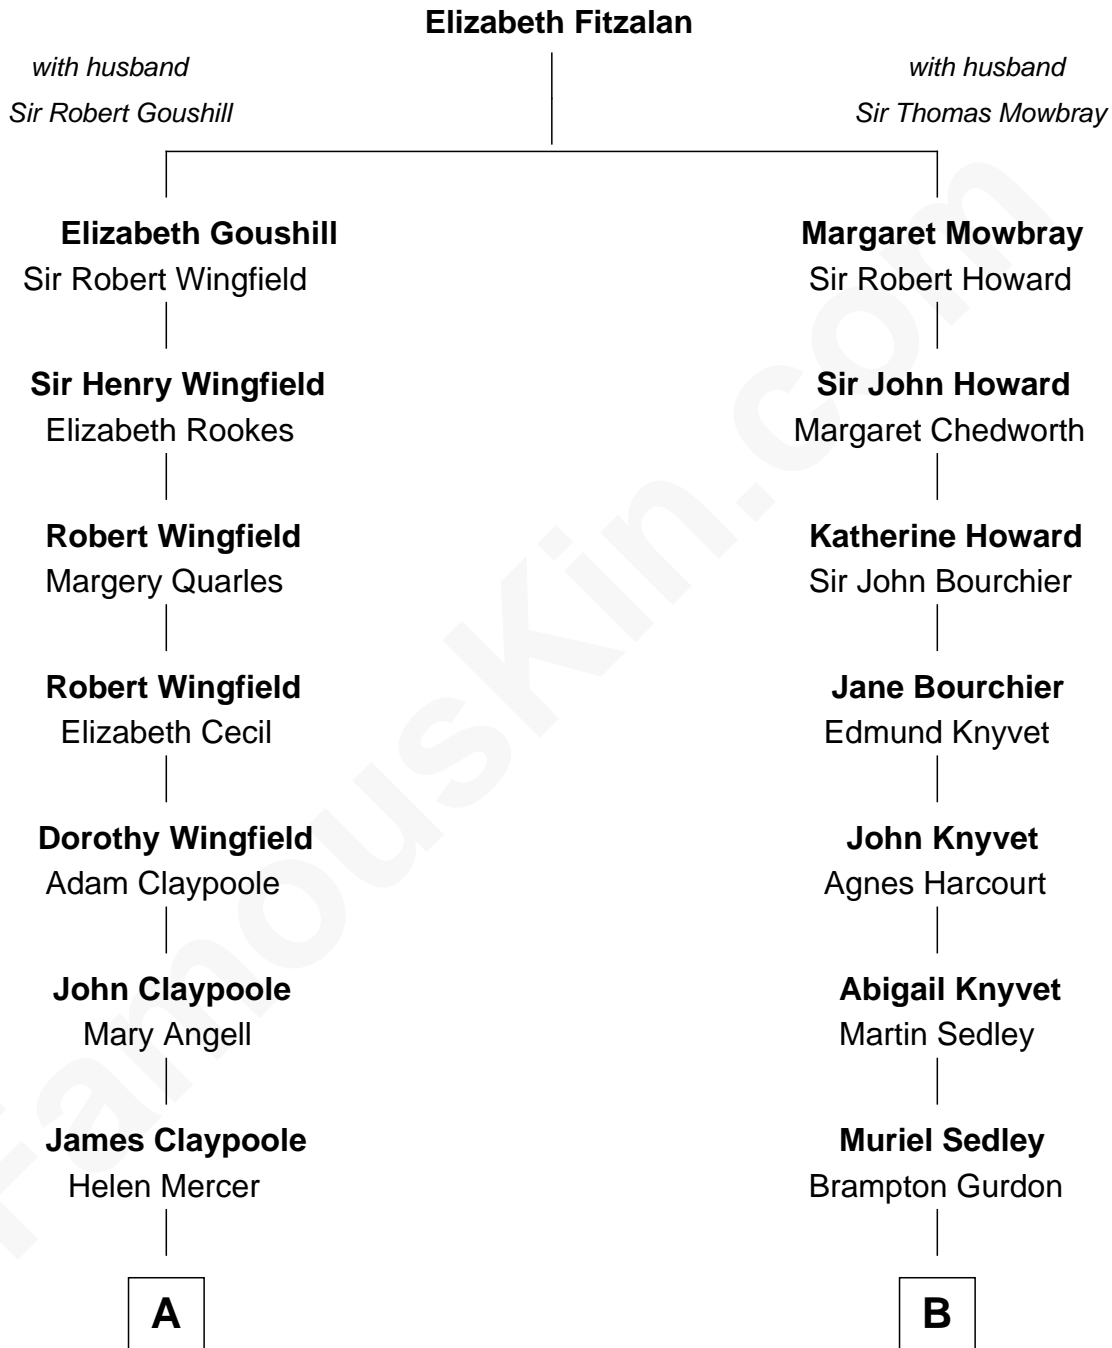 Elizabeth Fitzalan
with husband
Sir Robert Goushill
with husband
Sir Thomas Mowbray
Elizabeth Goushill
Sir Robert Wingfield
Margaret Mowbray
Sir Robert Howard
Sir Henry Wingfield
Elizabeth Rookes
Sir John Howard
Margaret Chedworth
Robert Wingfield
Margery Quarles
Katherine Howard
Sir John Bourchier
Robert Wingfield
Elizabeth Cecil
Jane Bourchier
Edmund Knyvet
Dorothy Wingfield
Adam Claypoole
John Knyvet
Agnes Harcourt
John Claypoole
Mary Angell
Abigail Knyvet
Martin Sedley
James Claypoole
Helen Mercer
Muriel Sedley
Brampton Gurdon
A
B
FamousKin.com